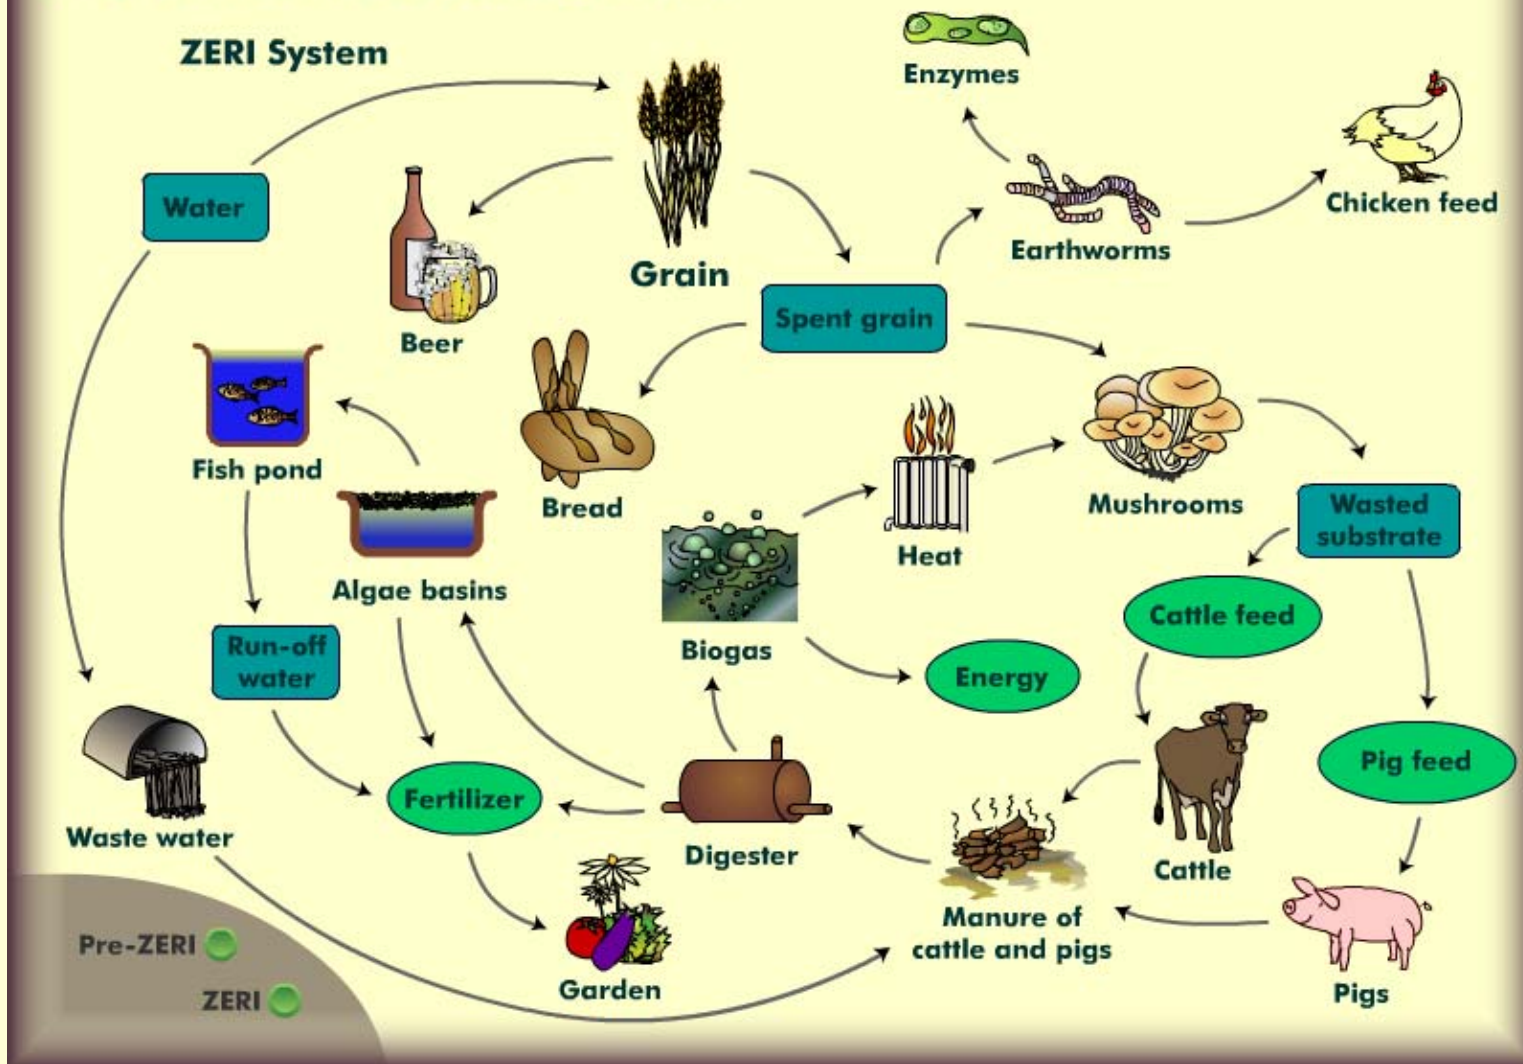 ZERI System
Enzymes
Water
Chicken feed
Earthworms
Grain
Spent grain
Beer
Fish pond
Bread
Mushrooms
Wasted
substrate
Heat
Algae basins
Cattle feed
Run-off
water
Biogas
Energy
Pig feed
Fertilizer
Waste water
Digester
Cattle
Manure of
cattle and pigs
Pre-ZERI
Garden
Pigs
ZERI